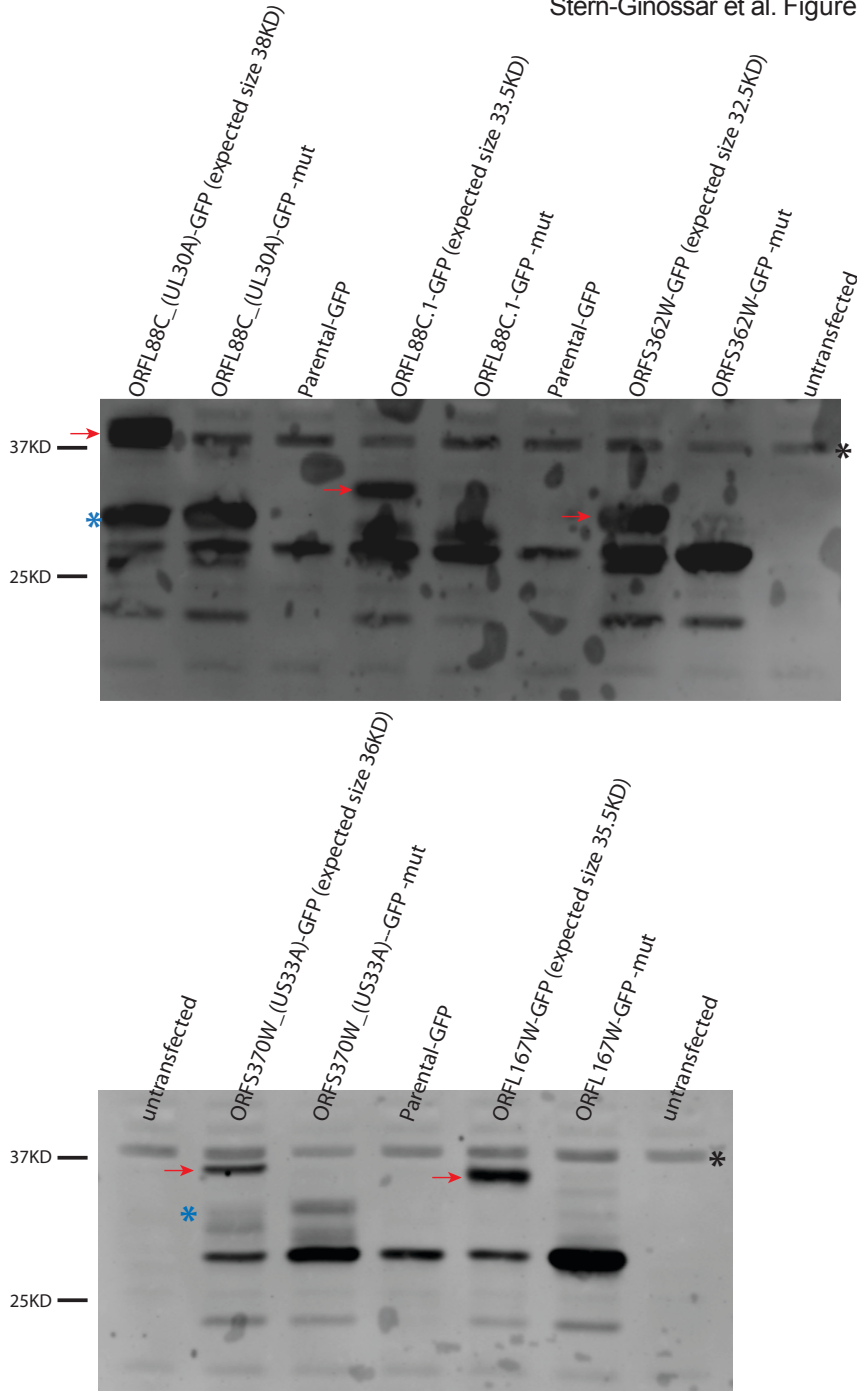 Stern-Ginossar et al. Figure
ORFL88C_(UL30A)-GFP (expected size 38KD)
ORFL88C_(UL30A)-GFP -mut
Parental-GFP
ORFL88C.1-GFP (expected size 33.5KD)
ORFL88C.1-GFP -mut
Parental-GFP
ORFS362W-GFP (expected size 32.5KD)
ORFS362W-GFP -mut
untransfected
37KD
*
*
25KD
untransfected
ORFS370W_(US33A)-GFP (expected size 36KD)
ORFS370W_(US33A)--GFP -mut
Parental-GFP
ORFL167W-GFP (expected size 35.5KD)
ORFL167W-GFP -mut
untransfected
37KD
*
*
25KD